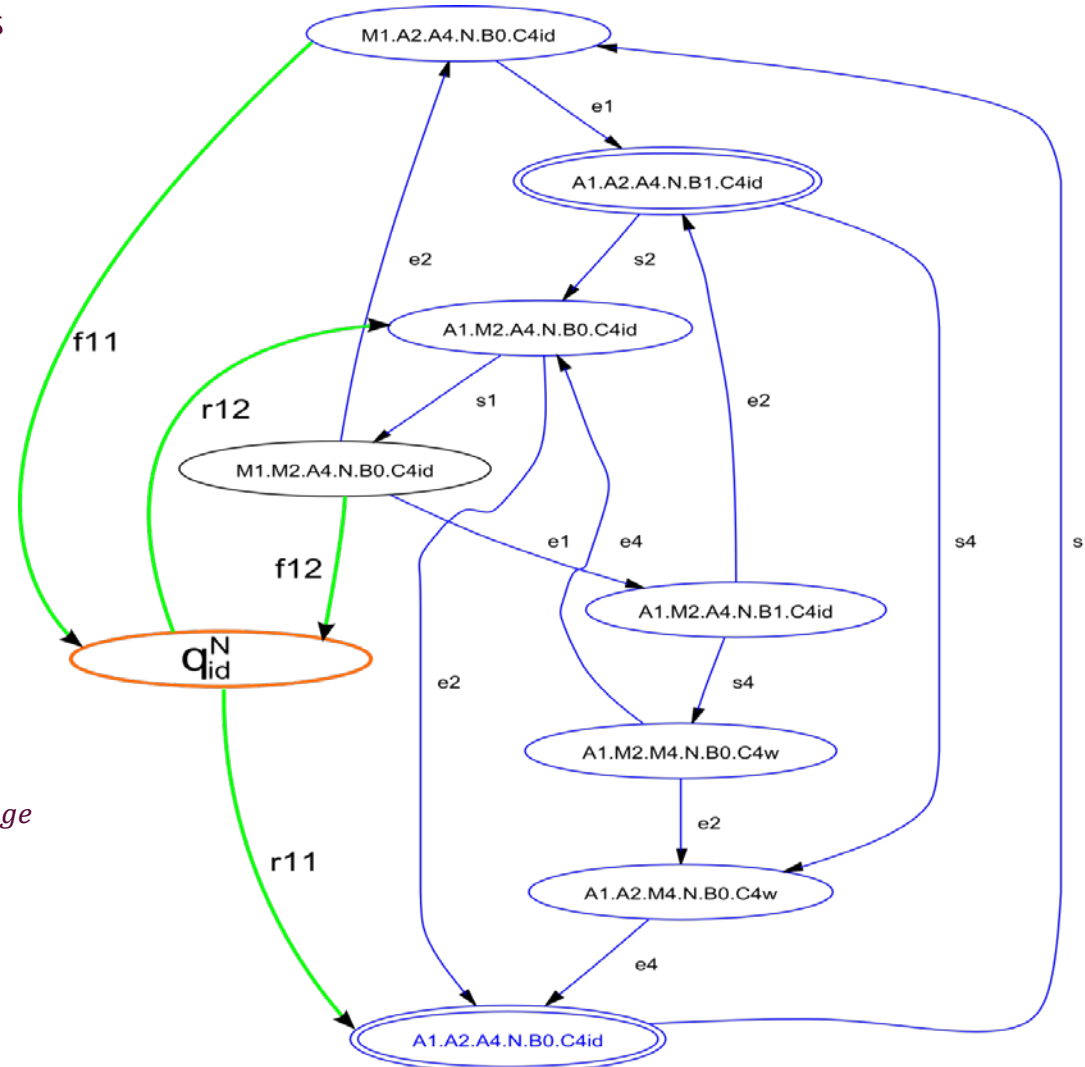 M1.A2.A4.N.B0.C4id
e1
A1.A2.A4.N.B1.C4id
e2
s2
A1.M2.A4.N.B0.C4id
f11
r12
s1
e2
M1.M2.A4.N.B0.C4id
e1
e4
s4
s
f12
A1.M2.A4.N.B1.C4id
q_id^N
e2
s4
A1.M2.M4.N.B0.C4w
ge
e2
r11
A1.A2.M4.N.B0.C4w
e4
A1.A2.A4.N.B0.C4id